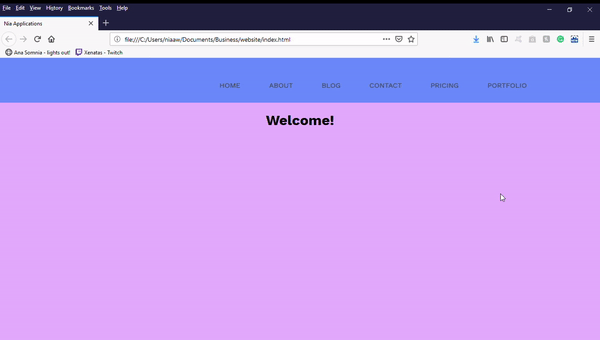 File Edit View History Bookmarks Tools Help
Nia Applications
file:///C:/Users/niaaw/Documents/Business/website/index.html
Ana Somnia - lights out! Xenatas - Twitch
HOME ABOUT BLOG CONTACT PRICING PORTFOLIO
Welcome!